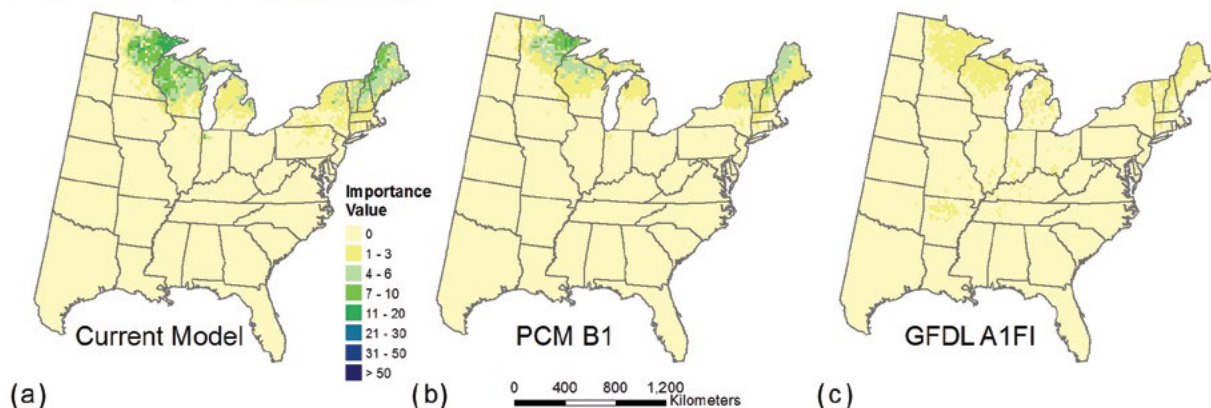 Importance
Value
0
1 - 3
4 - 6
7 - 10
11 - 20
21 - 30
31 - 50
> 50
Current Model
PCM B1
GFDL A1FI
(a)
(b)
(c)
0 400 800 1,200
Kilometers